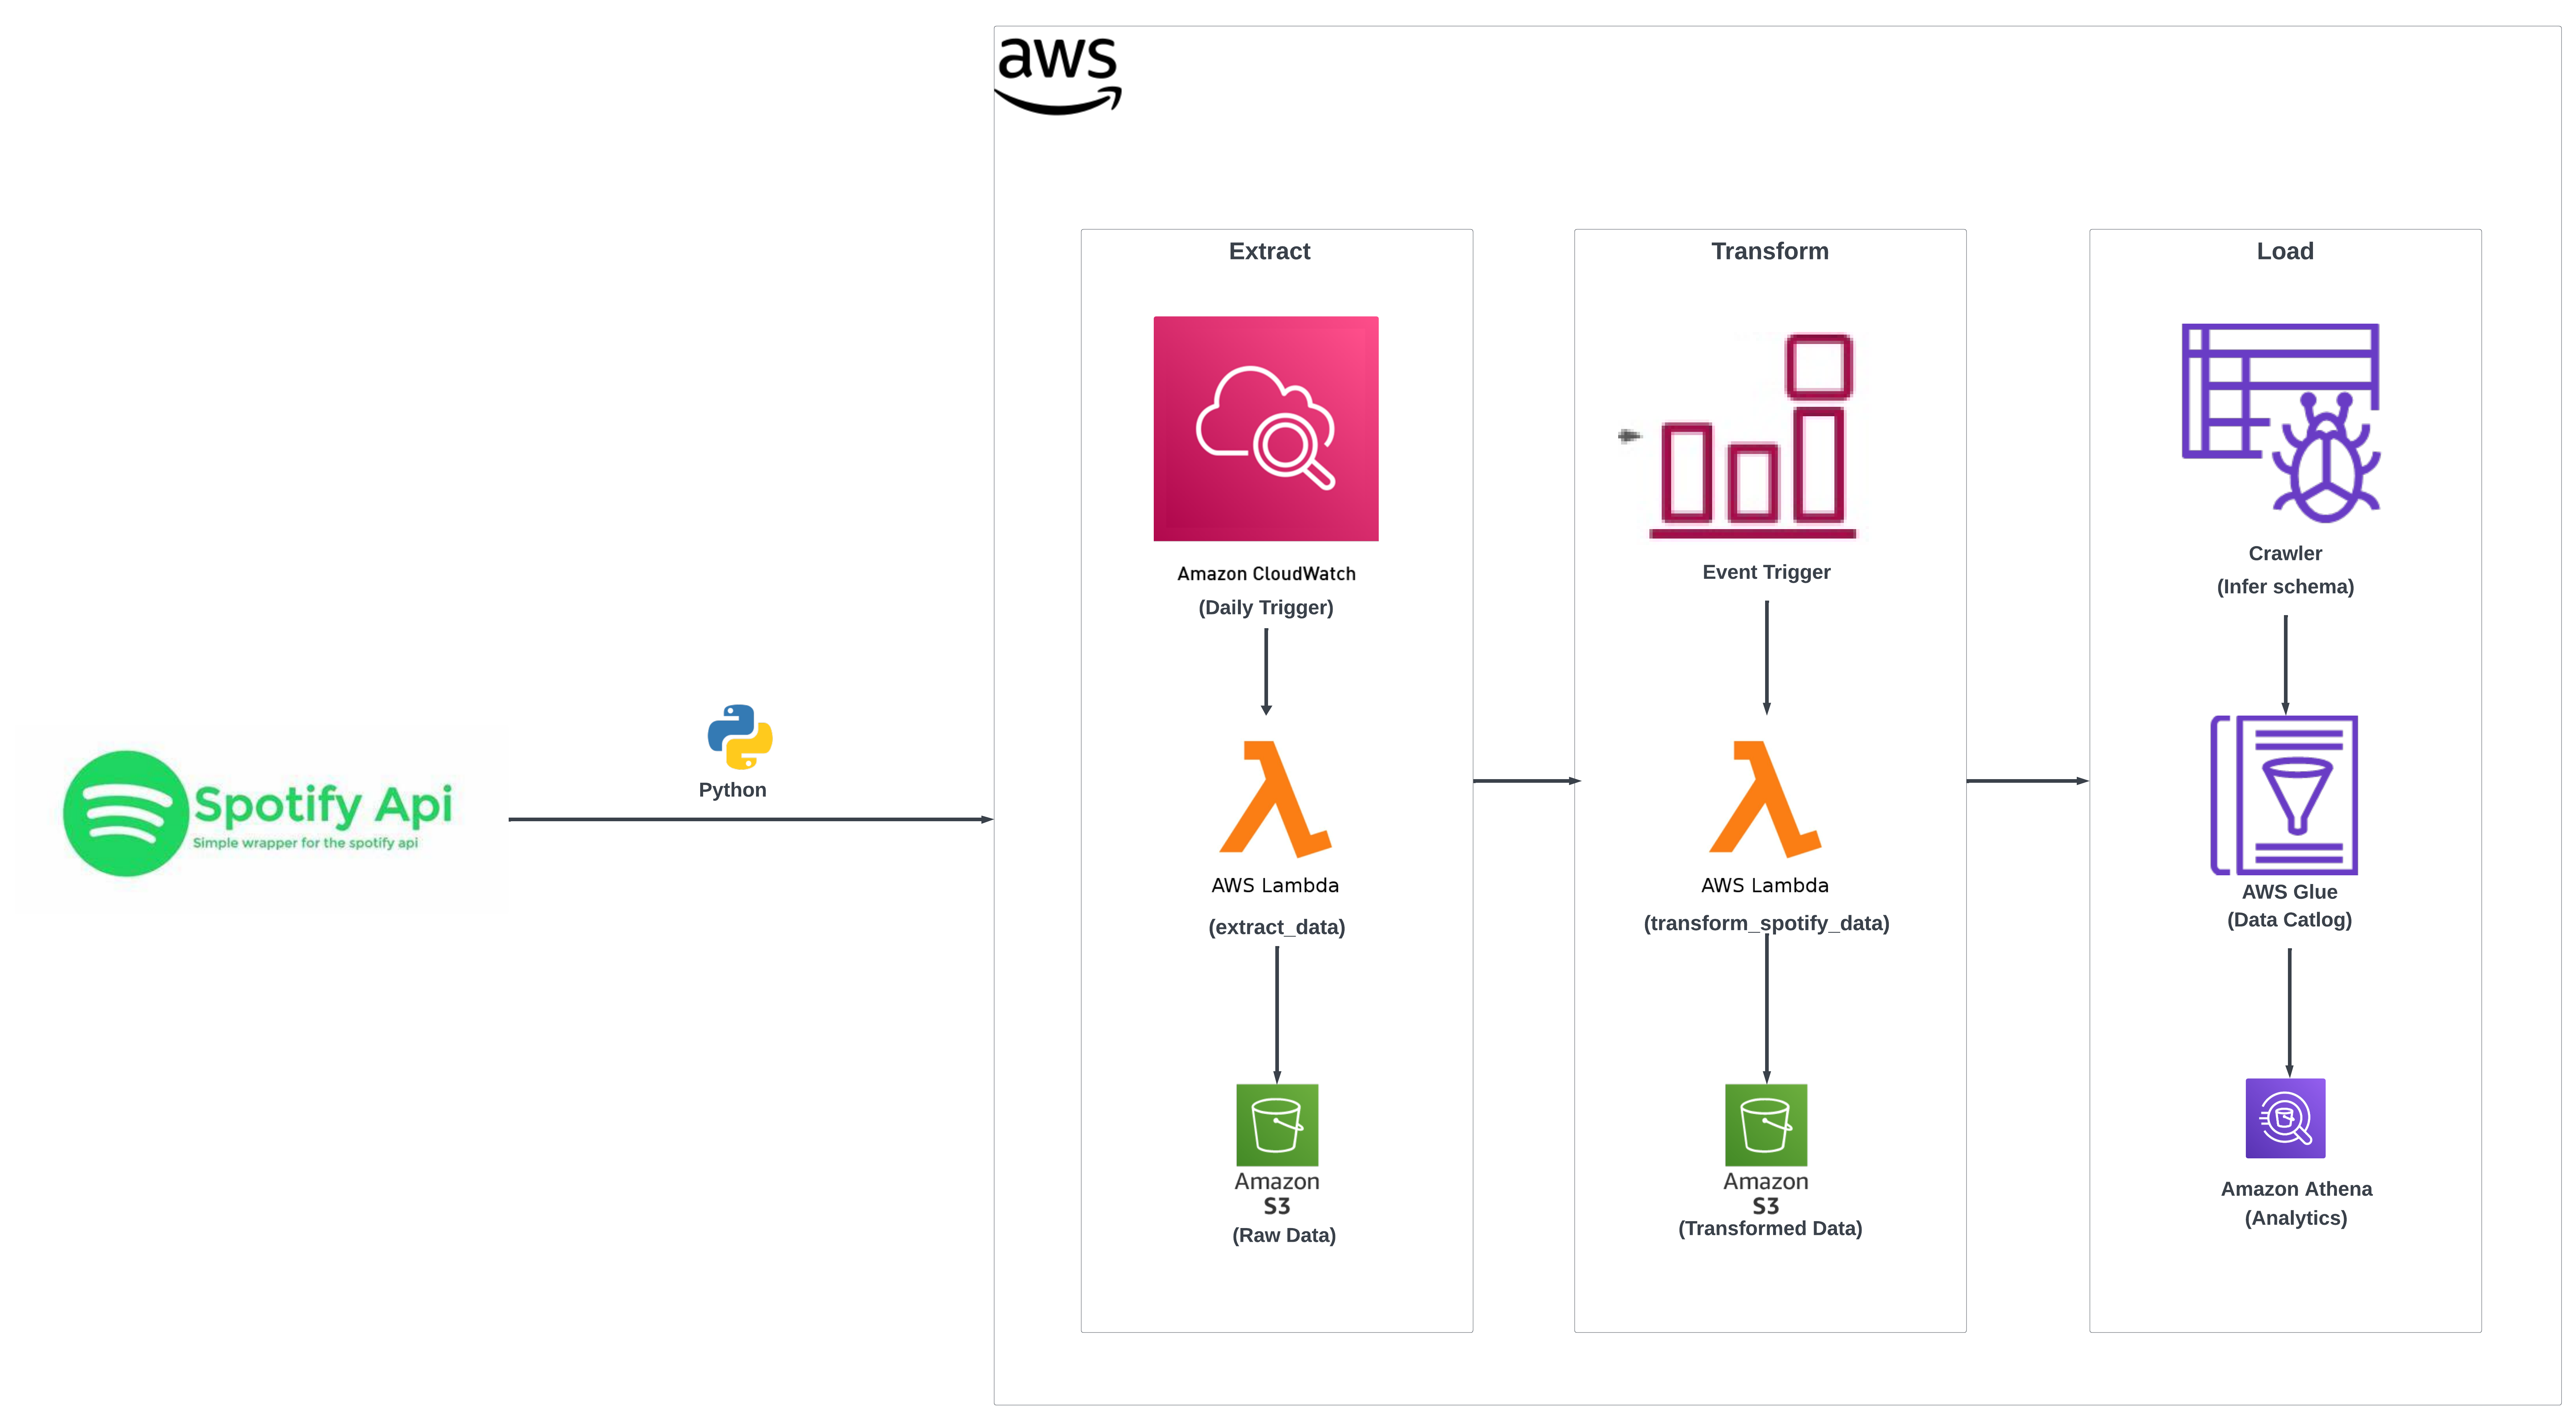 aws
Extract
Amazon CloudWatch
(Daily Trigger)
AWS Lambda
(extract_data)
Amazon
S3
(Raw Data)
Transform
Event Trigger
AWS Lambda
(transform_spotify_data)
Amazon
S3
(Transformed Data)
Load
Crawler
(Infer schema)
AWS Glue
(Data Catlog)
Amazon Athena
(Analytics)
Python
Spotify Api
Simple wrapper for the spotify api